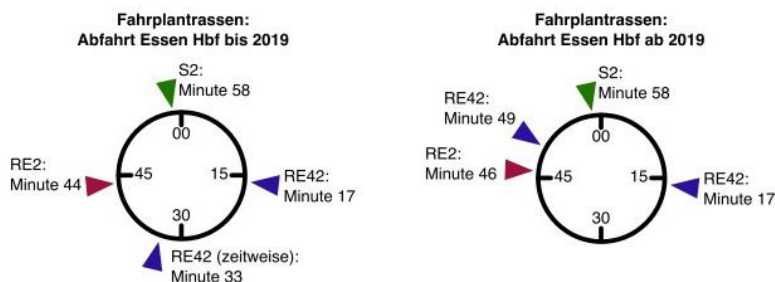 Fahrplantrassen:
Abfahrt Essen Hbf bis 2019
S2:
Minute 58
00
RE2:
Minute 44
45
15
RE42:
Minute 17
30
RE42 (zeitweise):
Minute 33
Fahrplantrassen:
Abfahrt Essen Hbf ab 2019
S2:
Minute 58
RE42:
Minute 49
00
RE2:
Minute 46
45
15
RE42:
Minute 17
30